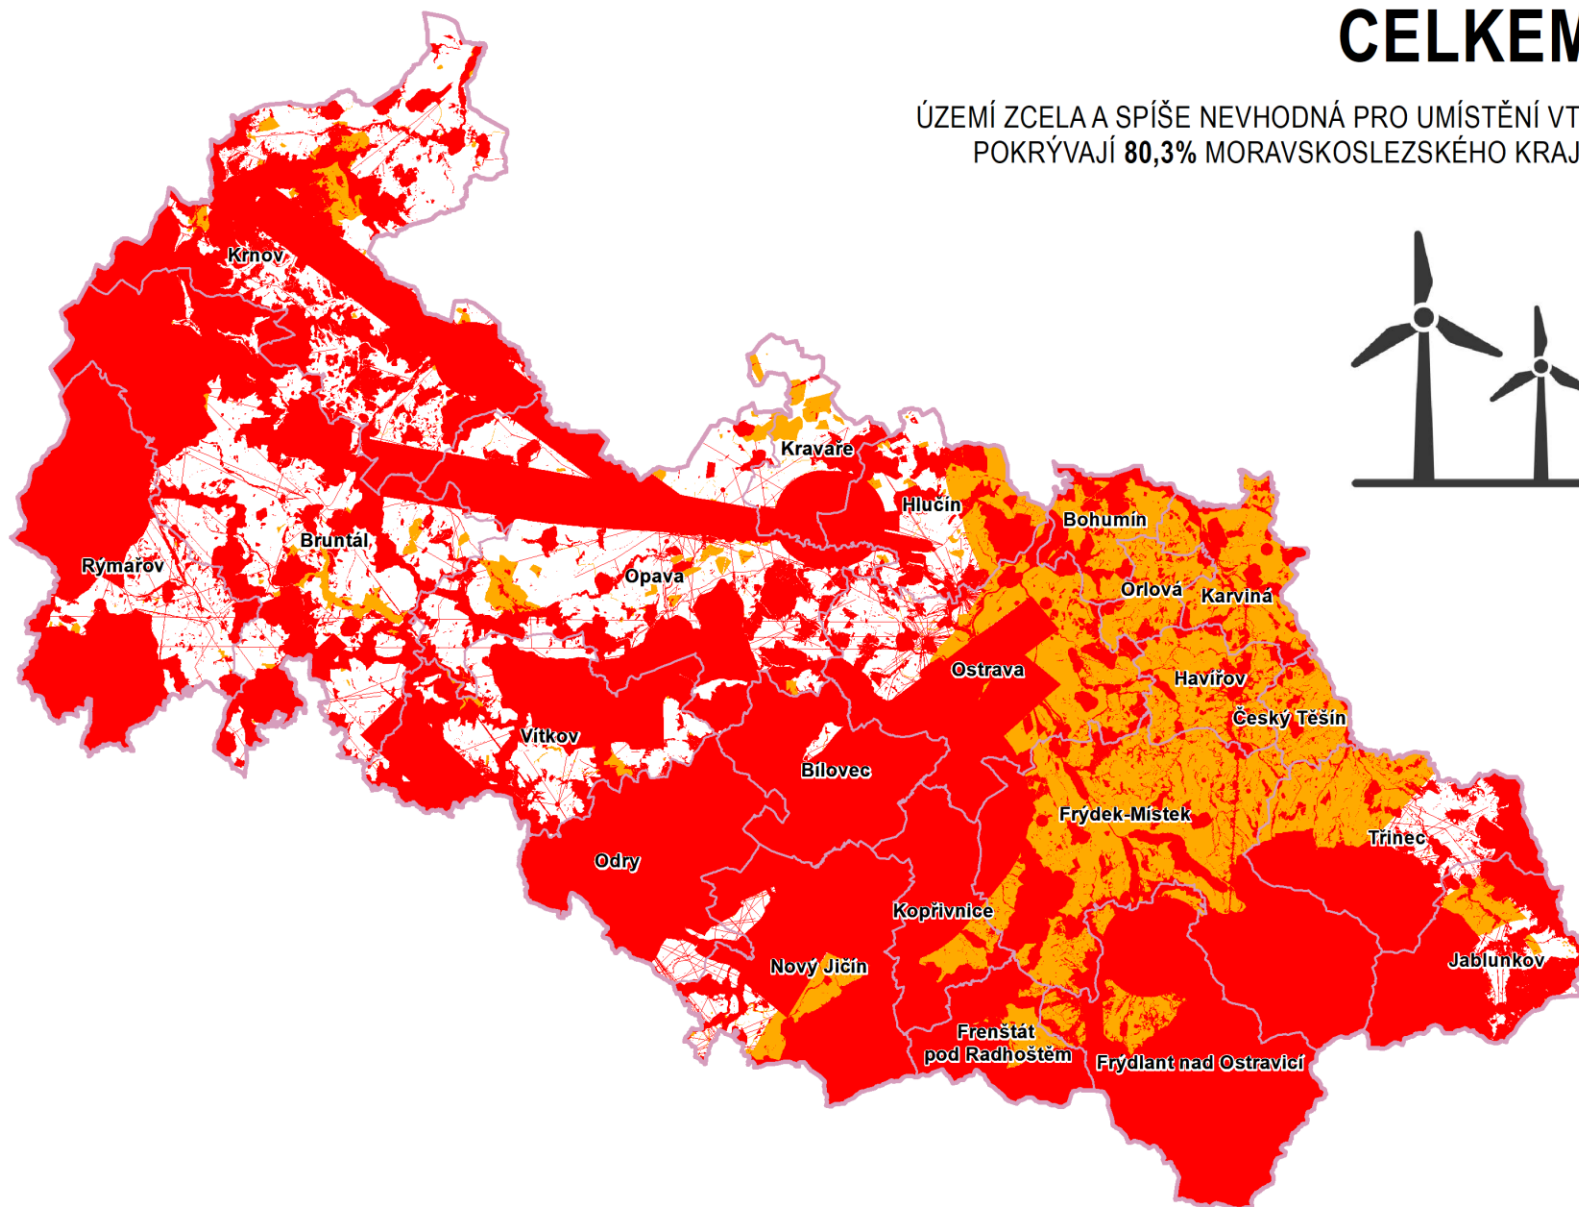 CELKEM
ÚZEMÍ ZCELA A SPÍŠE NEVHODNÁ PRO UMÍSTĚNÍ VT
POKRÝVAJÍ 80,3% MORAVSKOSLEZSKÉHO KRAJ
Krnov
Kravaře
Hlučín
Bohumín
Bruntál
Rýmařov
Opava
Orlová
Karviná
Ostrava
Havířov
Český Těšín
Vítkov
Bílovec
Frýdek-Místek
Třinec
Odry
Kopřivnice
Nový Jičín
Jablunkov
Frenštát
pod Radhoštěm
Frýdlant nad Ostravicí